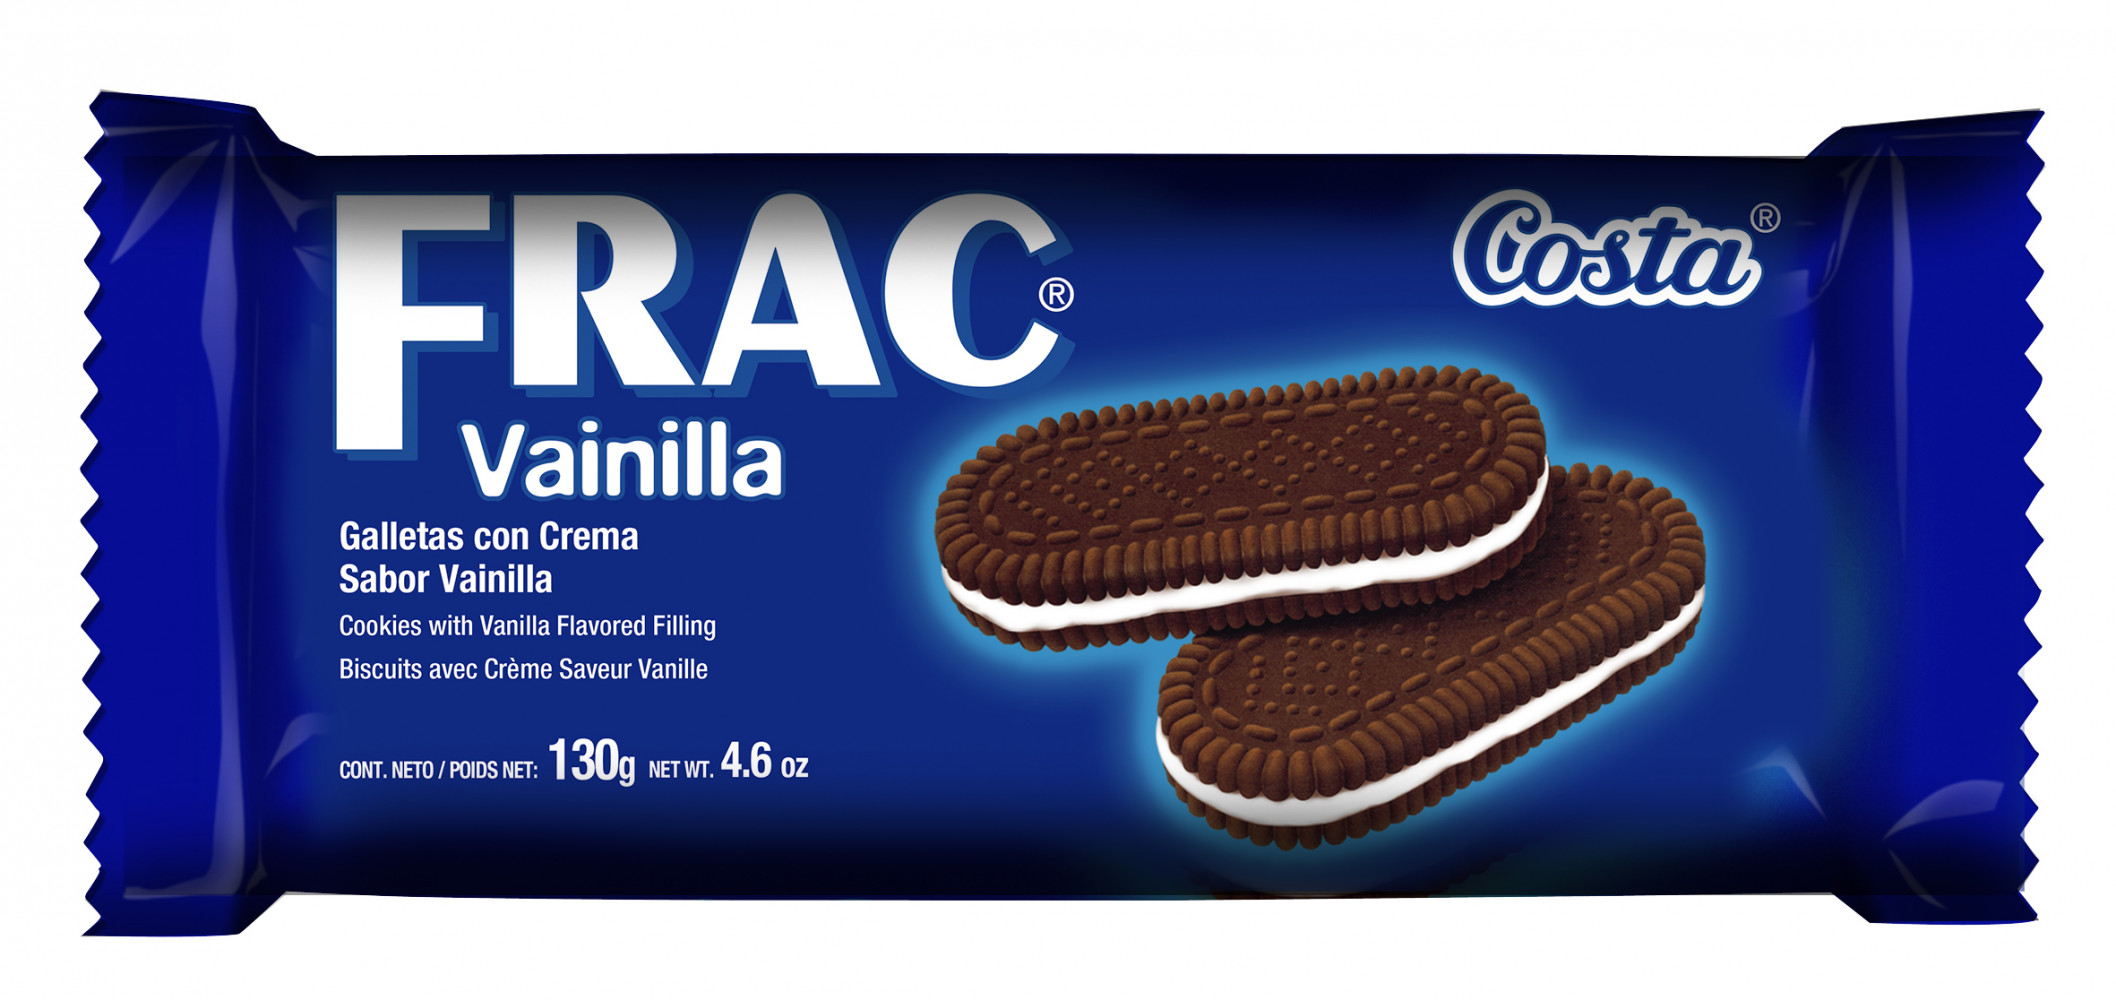 FRAC®
Costa®
Vainilla
Galletas con Crema
Sabor Vainilla
Cookies with Vanilla Flavored Filling
Biscuits avec Crème Saveur Vanille
CONT. NETO / POIDS NET: 130g NET WT. 4.6 oz